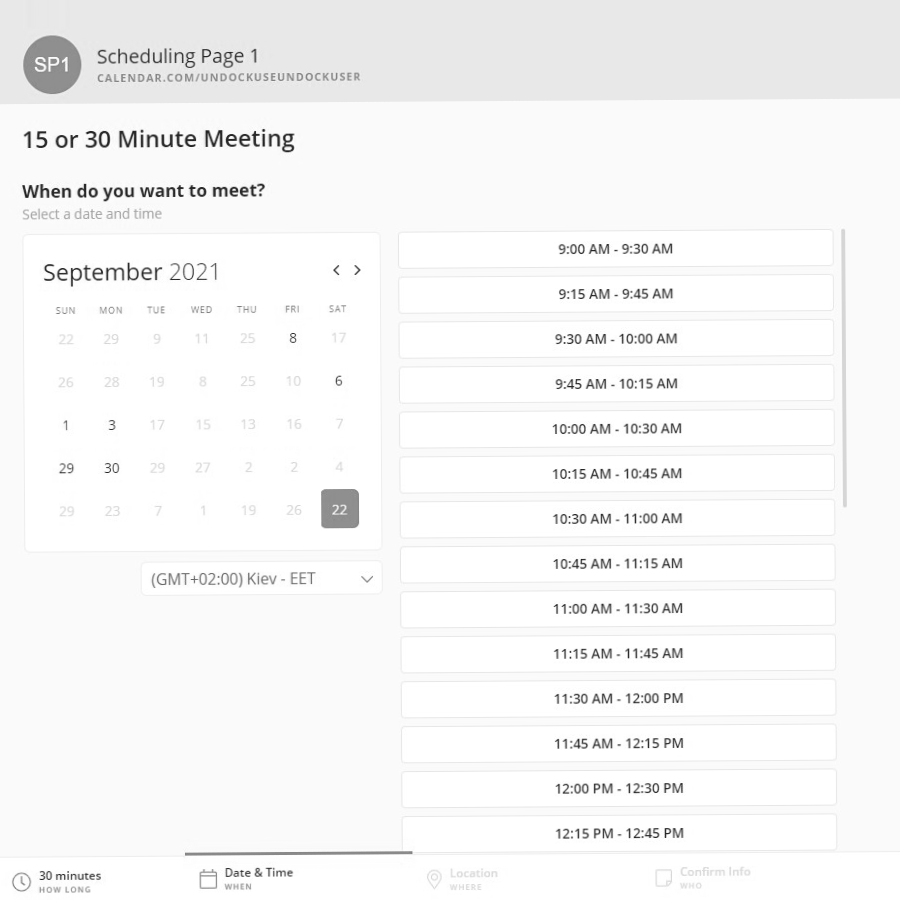 SP1
Scheduling Page 1
CALENDAR.COM/UNDOCKUSEUNDOCKUSER
15 or 30 Minute Meeting
When do you want to meet?
Select a date and time
September 2021
SUN MON TUE WED THU FRI SAT
22 29 9 11 25 8 17
26 28 19 8 25 10 6
1 3 17 15 13 16 7
29 30 29 27 2 2 4
29 23 7 1 19 26 22
(GMT+02:00) Kiev - EET
9:00 AM - 9:30 AM
9:15 AM - 9:45 AM
9:30 AM - 10:00 AM
9:45 AM - 10:15 AM
10:00 AM - 10:30 AM
10:15 AM - 10:45 AM
10:30 AM - 11:00 AM
10:45 AM - 11:15 AM
11:00 AM - 11:30 AM
11:15 AM - 11:45 AM
11:30 AM - 12:00 PM
11:45 AM - 12:15 PM
12:00 PM - 12:30 PM
12:15 PM - 12:45 PM
30 minutes
HOW LONG
Date & Time
WHEN
Location
WHERE
Confirm Info
WHO